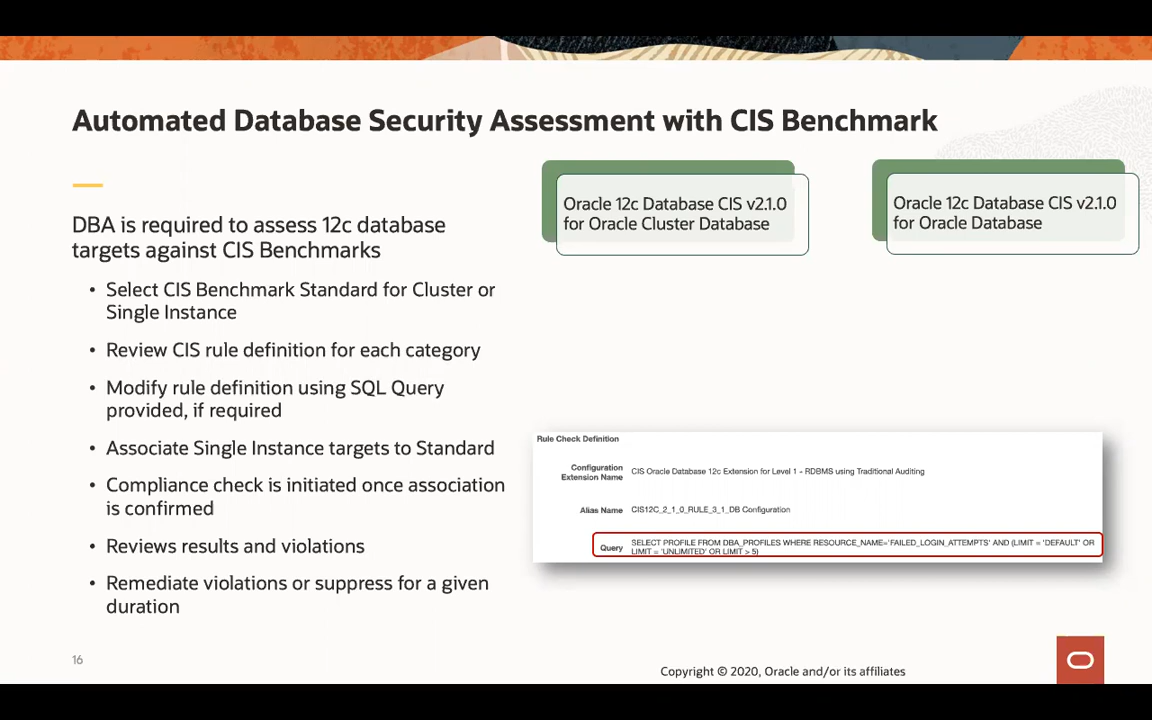 Automated Database Security Assessment with CIS Benchmark
DBA is required to assess 12c database
targets against CIS Benchmarks
• Select CIS Benchmark Standard for Cluster or
Single Instance
• Review CIS rule definition for each category
• Modify rule definition using SQL Query
provided, if required
• Associate Single Instance targets to Standard
• Compliance check is initiated once association
is confirmed
• Reviews results and violations
• Remediate violations or suppress for a given
duration
Oracle 12c Database CIS v2.1.0
for Oracle Cluster Database
Oracle 12c Database CIS v2.1.0
for Oracle Database
Rule Check Definition
Configuration
Extension Name
CIS Oracle Database 12c Extension for Level 1 - RDBMS using Traditional Auditing
Alias Name CIS12C_2_1_0_RULE_3_1_DB Configuration
Query SELECT PROFILE FROM DBA_PROFILES WHERE RESOURCE_NAME='FAILED_LOGIN_ATTEMPTS' AND (LIMIT = 'DEFAULT' OR
LIMIT = 'UNLIMITED' OR LIMIT > 5)
16
Copyright © 2020, Oracle and/or its affiliates